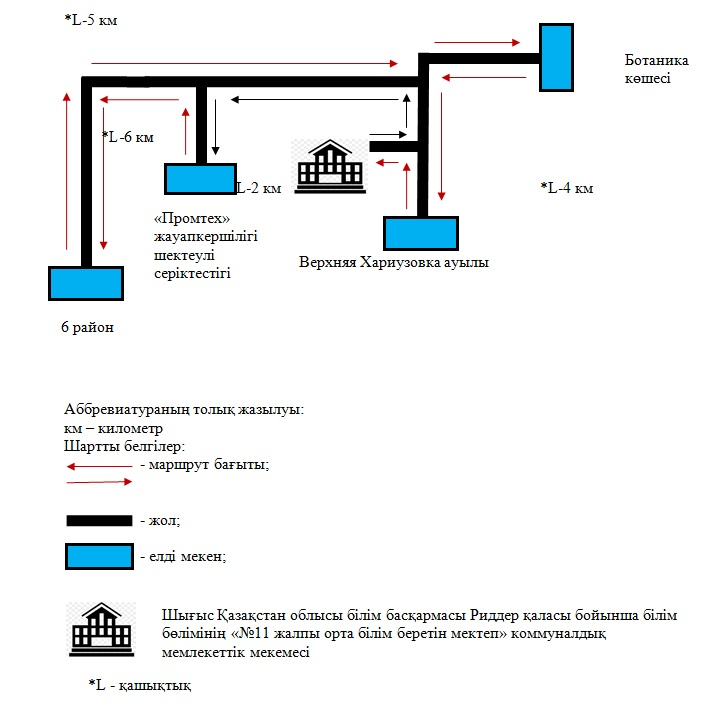 *L-5 км
Ботаника
көшесі
*L-6 км
L-2 км
*L-4 км
«Промтех»
жауапкершілігі
шектеулі
серіктестігі
Верхняя Хариузовка ауылы
6 район
Аббревиатураның толық жазылуы:
км – километр
Шартты белгілер:
- маршрут бағыты;
- жол;
- елді мекен;
Шығыс Қазақстан облысы білім басқармасы Риддер қаласы бойынша білім
бөлімінің «№11 жалпы орта білім беретін мектеп» коммуналдық
мемлекеттік мекемесі
*L - қашықтық